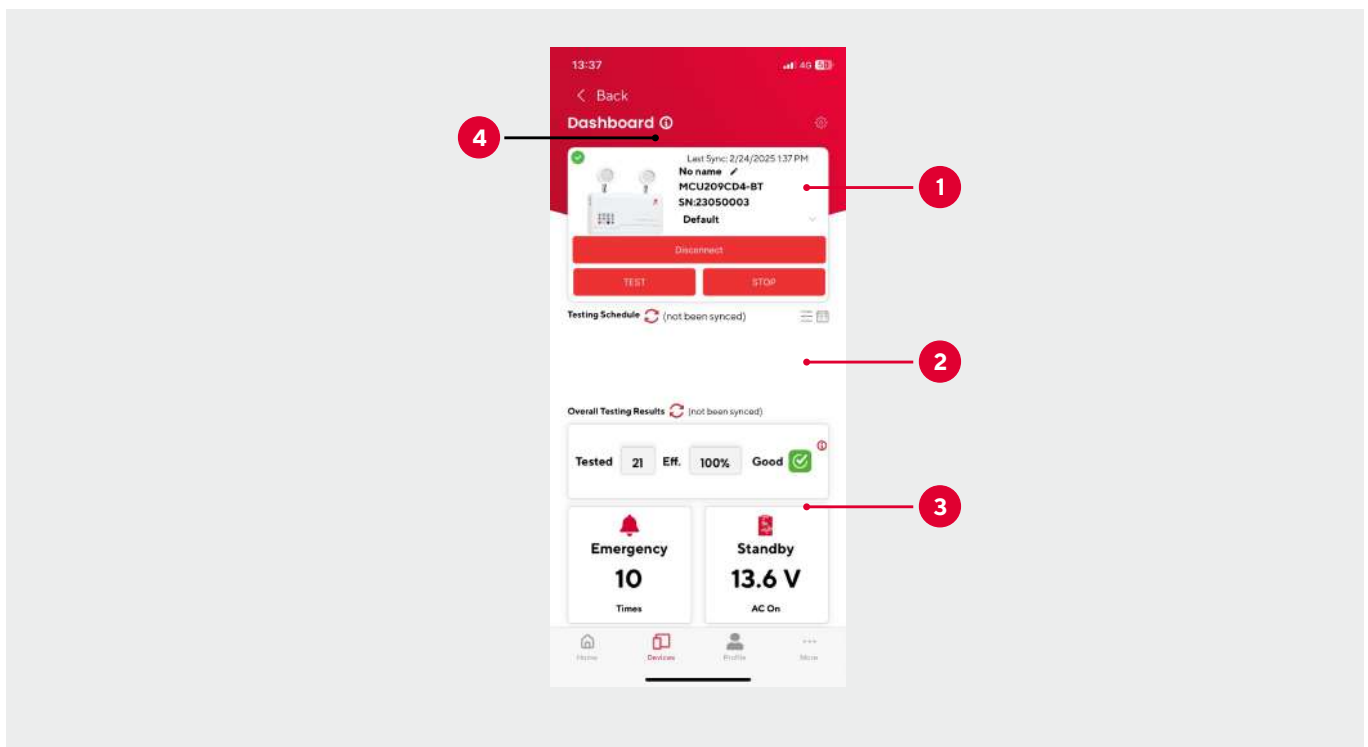 13:37
4G
Back
Dashboard
4
Last Sync: 2/24/2025 1:37 PM
No name
MCU209CD4-BT
1
SN:23050003
Default
Disconnect
TEST STOP
Testing Schedule (not been synced)
2
Overall Testing Results (not been synced)
Tested 21 Eff. 100% Good
3
Emergency Standby
10 13.6 V
Times AC On
Home Devices Profile More